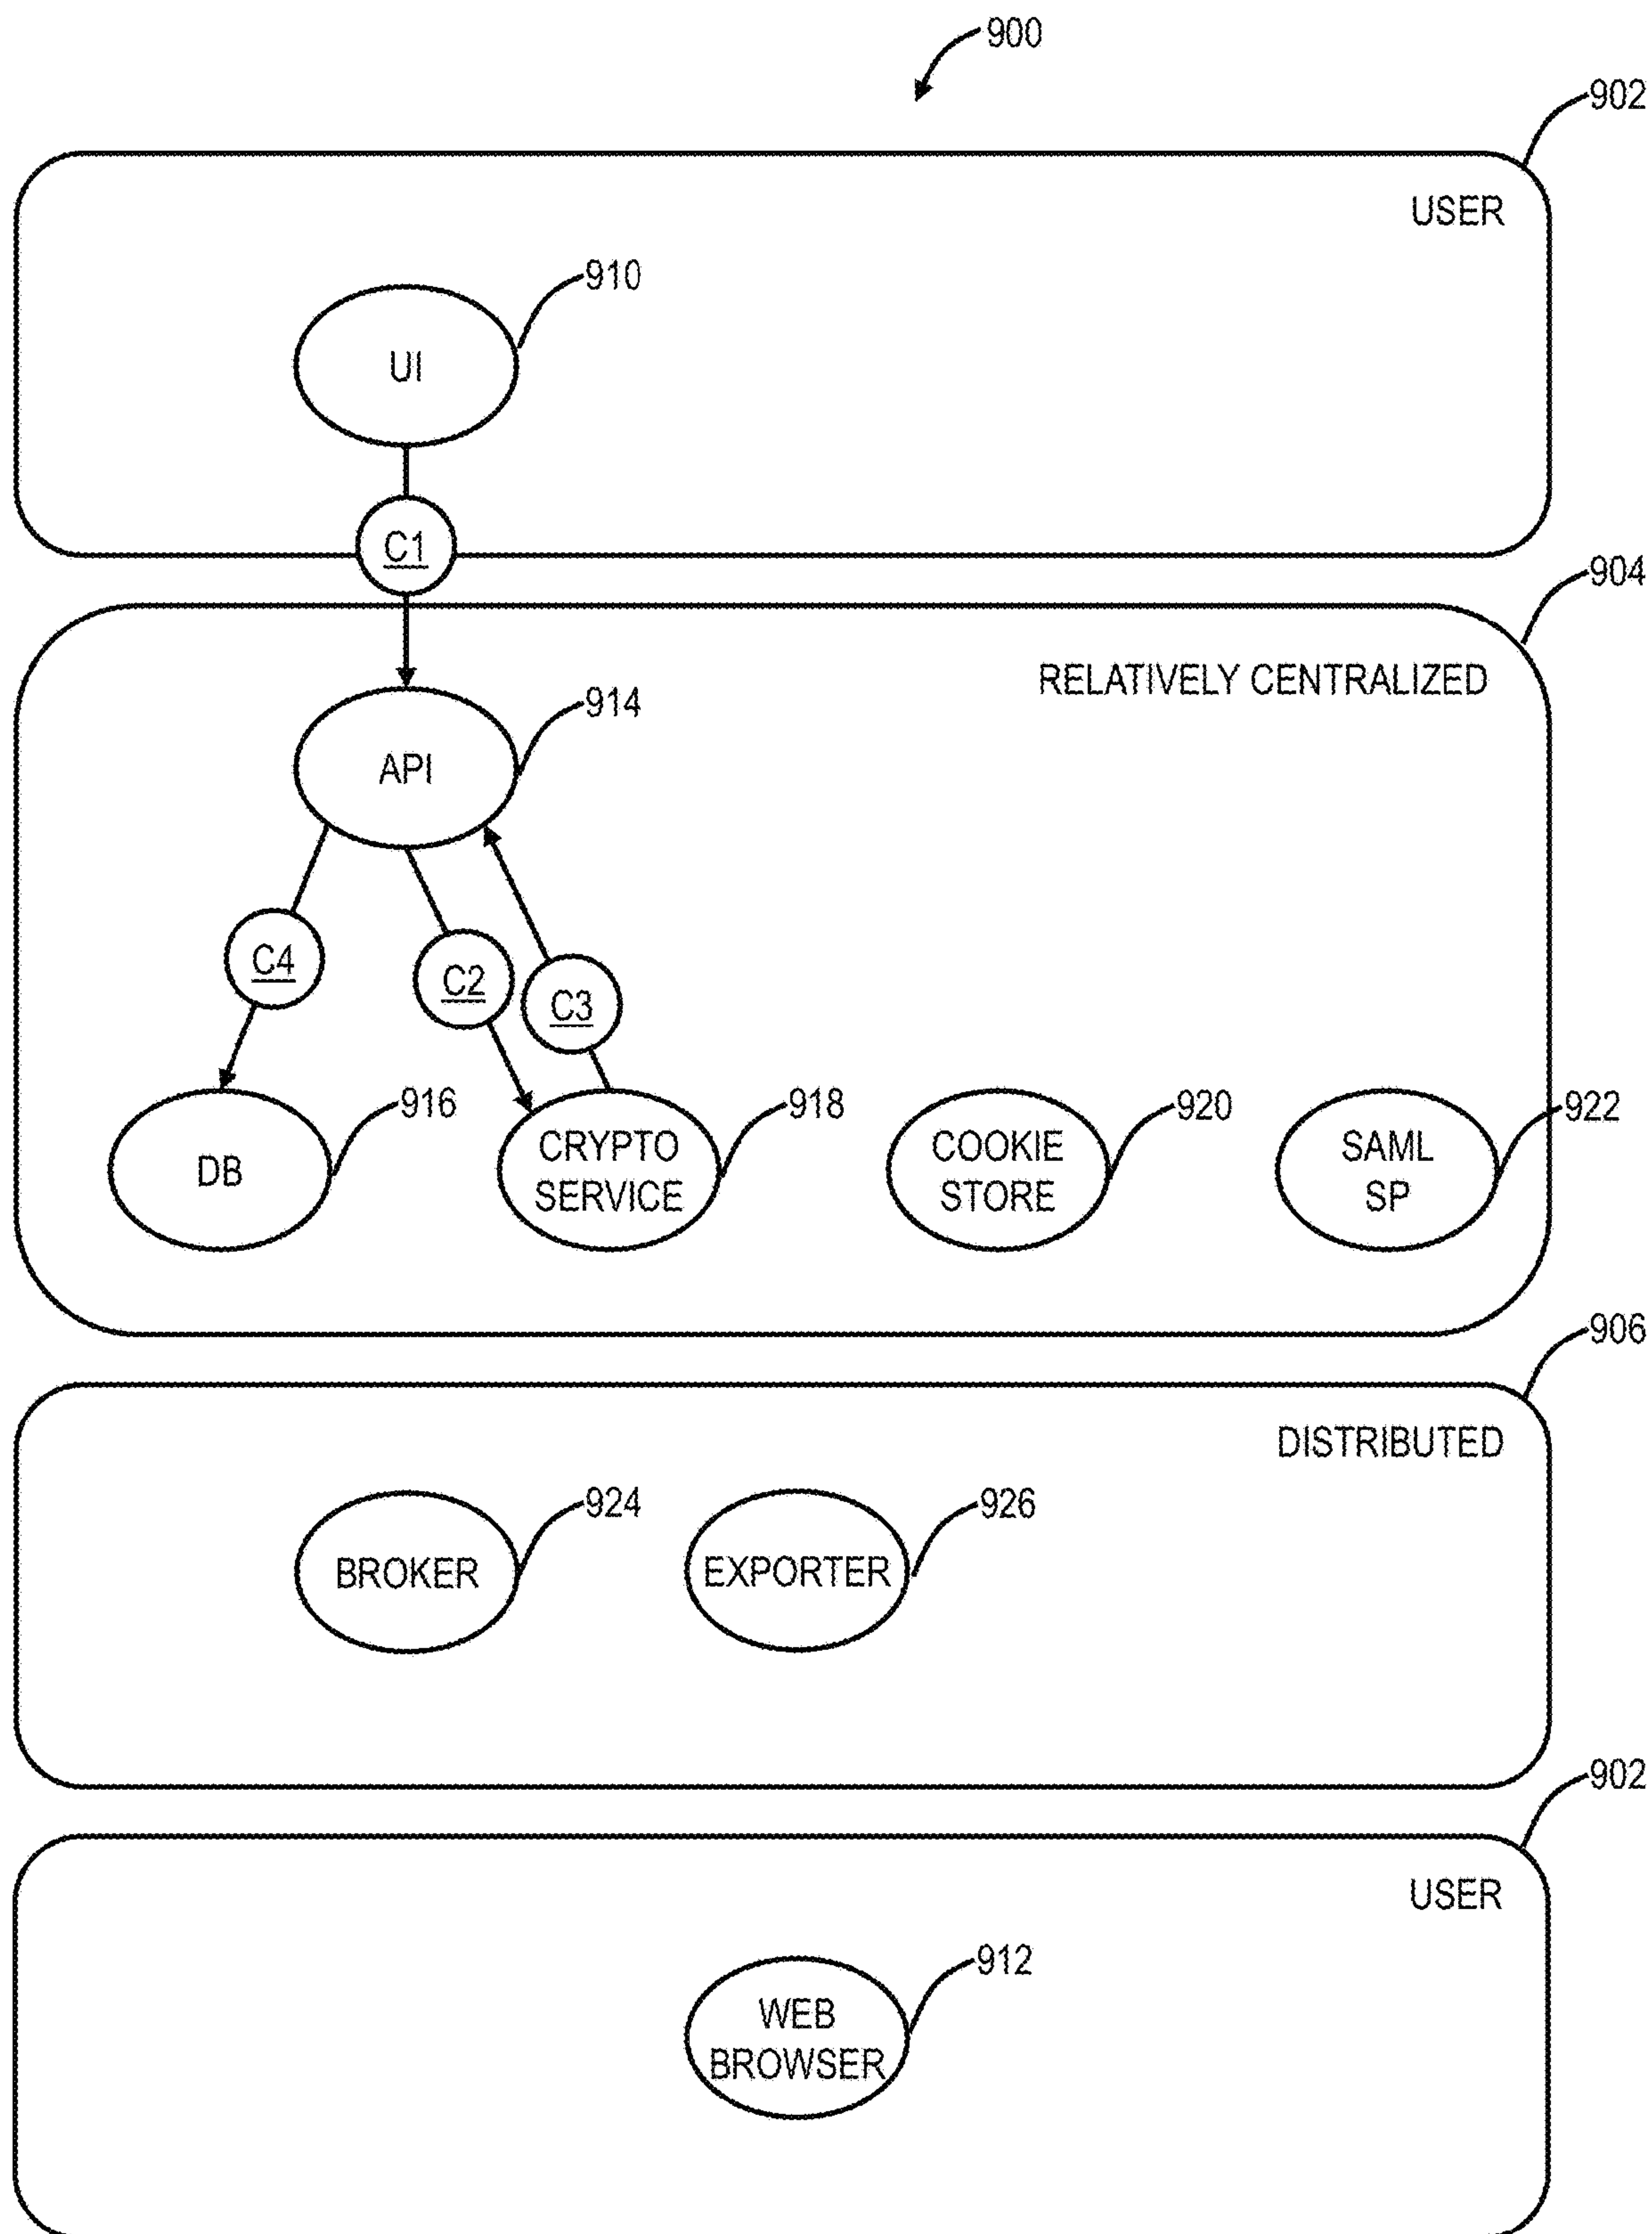 900
902
USER
910
UI
C1
904
RELATIVELY CENTRALIZED
914
API
C4
C2
C3
916
918
920
922
DB
CRYPTO
SERVICE
COOKIE
STORE
SAML
SP
906
DISTRIBUTED
924
926
BROKER
EXPORTER
902
USER
912
WEB
BROWSER